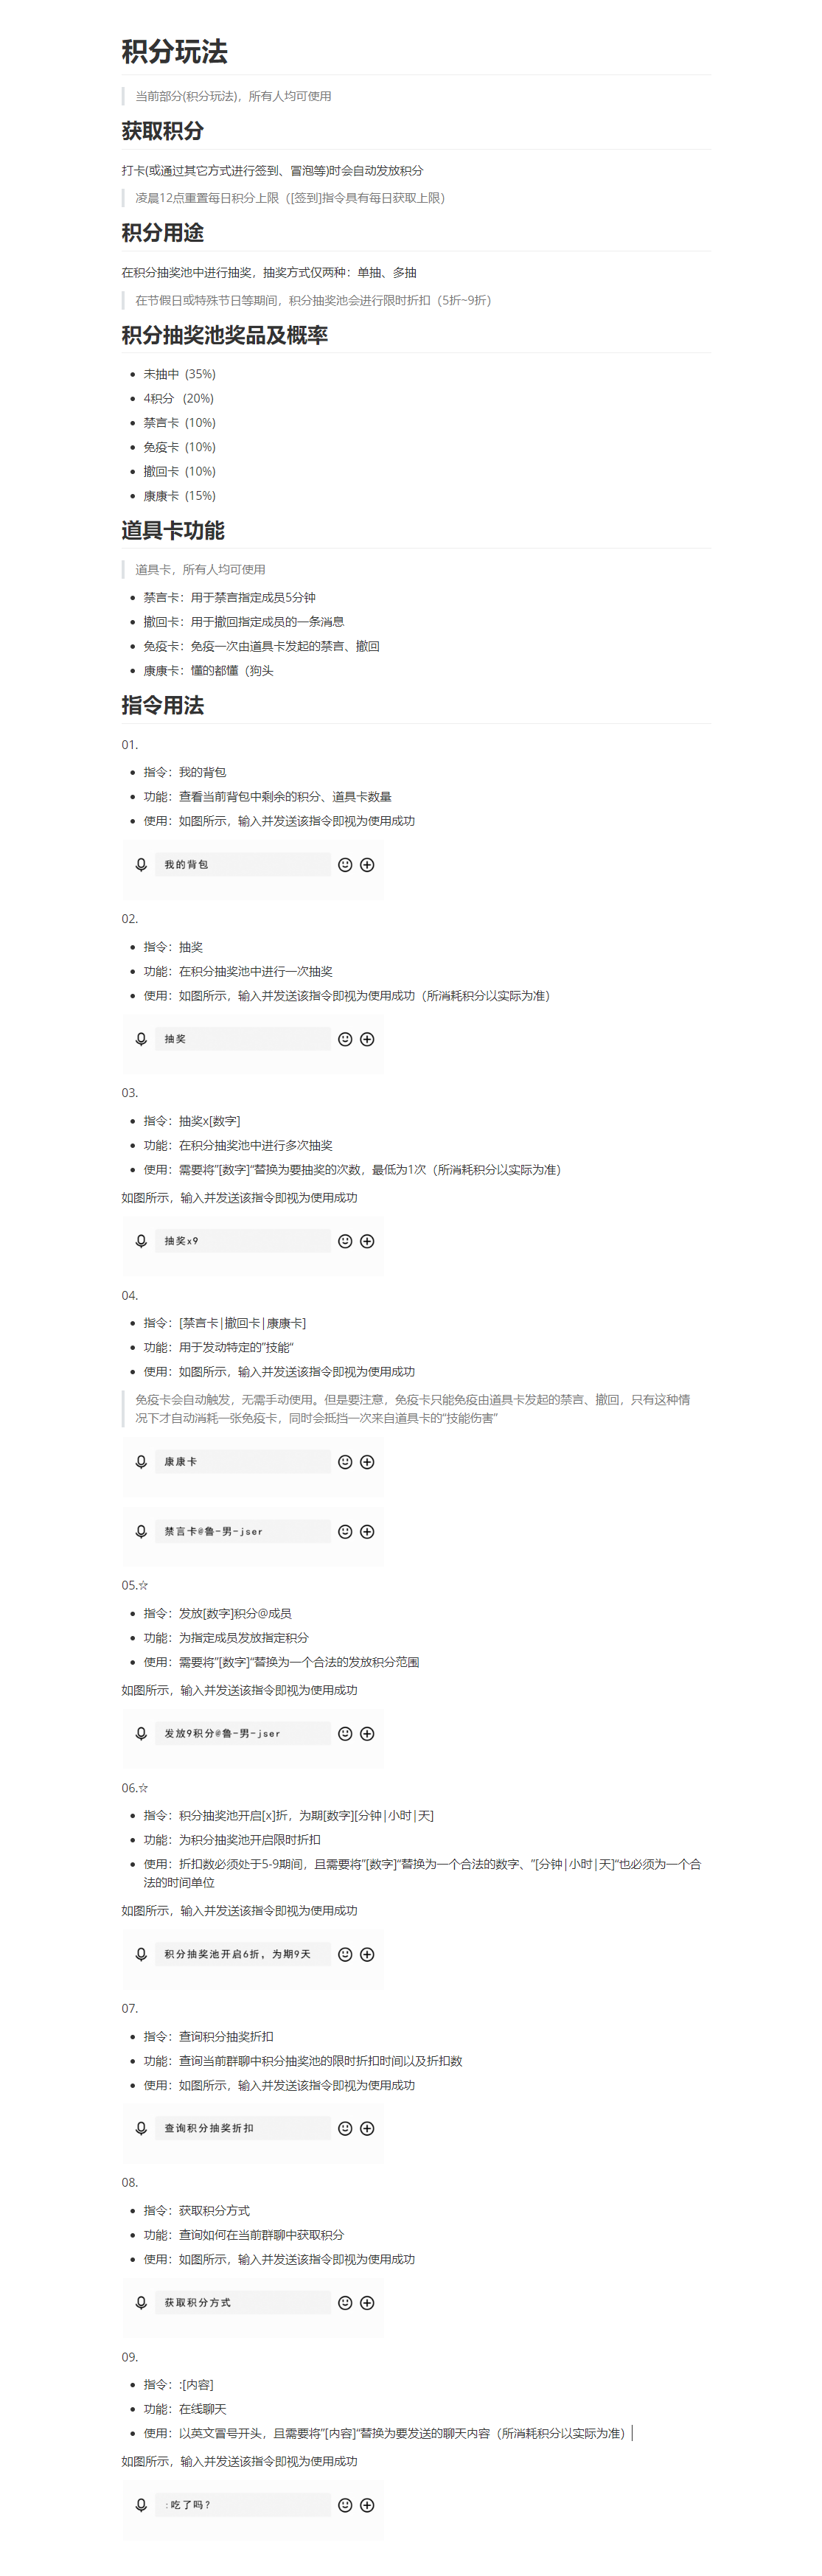 积分玩法
当前部分(积分玩法)，所有人均可使用
获取积分
打卡(或通过其它方式进行签到、冒泡等)时会自动发放积分
凌晨12点重置每日积分上限（[签到]指令具有每日获取上限）
积分用途
在积分抽奖池中进行抽奖，抽奖方式仅两种：单抽、多抽
在节假日或特殊节日等期间，积分抽奖池会进行限时折扣（5折~9折）
积分抽奖池奖品及概率
• 未抽中 (35%)
• 4积分 (20%)
• 禁言卡 (10%)
• 免疫卡 (10%)
• 撤回卡 (10%)
• 康康卡 (15%)
道具卡功能
道具卡，所有人均可使用
• 禁言卡：用于禁言指定成员5分钟
• 撤回卡：用于撤回指定成员的一条消息
• 免疫卡：免疫一次由道具卡发起的禁言、撤回
• 康康卡：懂的都懂（狗头
指令用法
01.
• 指令：我的背包
• 功能：查看当前背包中剩余的积分、道具卡数量
• 使用：如图所示，输入并发送该指令即视为使用成功
我的背包
02.
• 指令：抽奖
• 功能：在积分抽奖池中进行一次抽奖
• 使用：如图所示，输入并发送该指令即视为使用成功（所消耗积分以实际为准）
抽奖
03.
• 指令：抽奖x[数字]
• 功能：在积分抽奖池中进行多次抽奖
• 使用：需要将"[数字]"替换为要抽奖的次数，最低为1次（所消耗积分以实际为准）
如图所示，输入并发送该指令即视为使用成功
抽奖x9
04.
• 指令：[禁言卡|撤回卡|康康卡]
• 功能：用于发动特定的"技能"
• 使用：如图所示，输入并发送该指令即视为使用成功
免疫卡会自动触发，无需手动使用。但是要注意，免疫卡只能免疫由道具卡发起的禁言、撤回，只有这种情
况下才自动消耗一张免疫卡，同时会抵挡一次来自道具卡的"技能伤害"
康康卡
禁言卡@鲁-男-jser
05.☆
• 指令：发放[数字]积分@成员
• 功能：为指定成员发放指定积分
• 使用：需要将"[数字]"替换为一个合法的发放积分范围
如图所示，输入并发送该指令即视为使用成功
发放9积分@鲁-男-jser
06.☆
• 指令：积分抽奖池开启[x]折，为期[数字][分钟|小时|天]
• 功能：为积分抽奖池开启限时折扣
• 使用：折扣数必须处于5-9期间，且需要将"[数字]"替换为一个合法的数字、"[分钟|小时|天]"也必须为一个合
法的时间单位
如图所示，输入并发送该指令即视为使用成功
积分抽奖池开启6折，为期9天
07.
• 指令：查询积分抽奖折扣
• 功能：查询当前群聊中积分抽奖池的限时折扣时间以及折扣数
• 使用：如图所示，输入并发送该指令即视为使用成功
查询积分抽奖折扣
08.
• 指令：获取积分方式
• 功能：查询如何在当前群聊中获取积分
• 使用：如图所示，输入并发送该指令即视为使用成功
获取积分方式
09.
• 指令：:[内容]
• 功能：在线聊天
• 使用：以英文冒号开头，且需要将"[内容]"替换为要发送的聊天内容（所消耗积分以实际为准）
如图所示，输入并发送该指令即视为使用成功
:吃了吗？